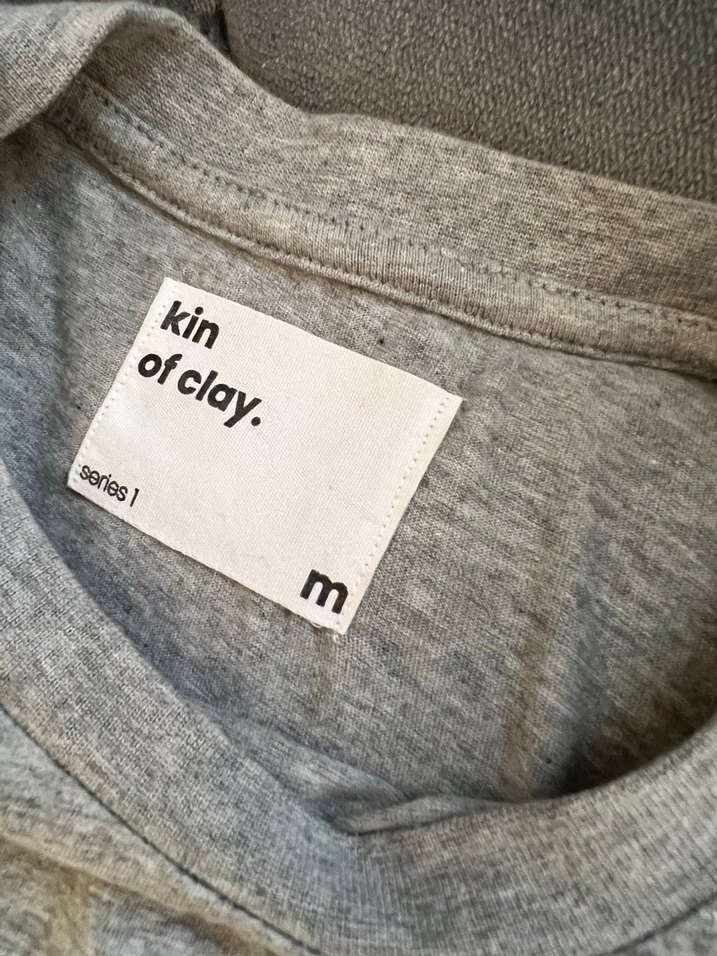 kin
of clay.
series 1
m